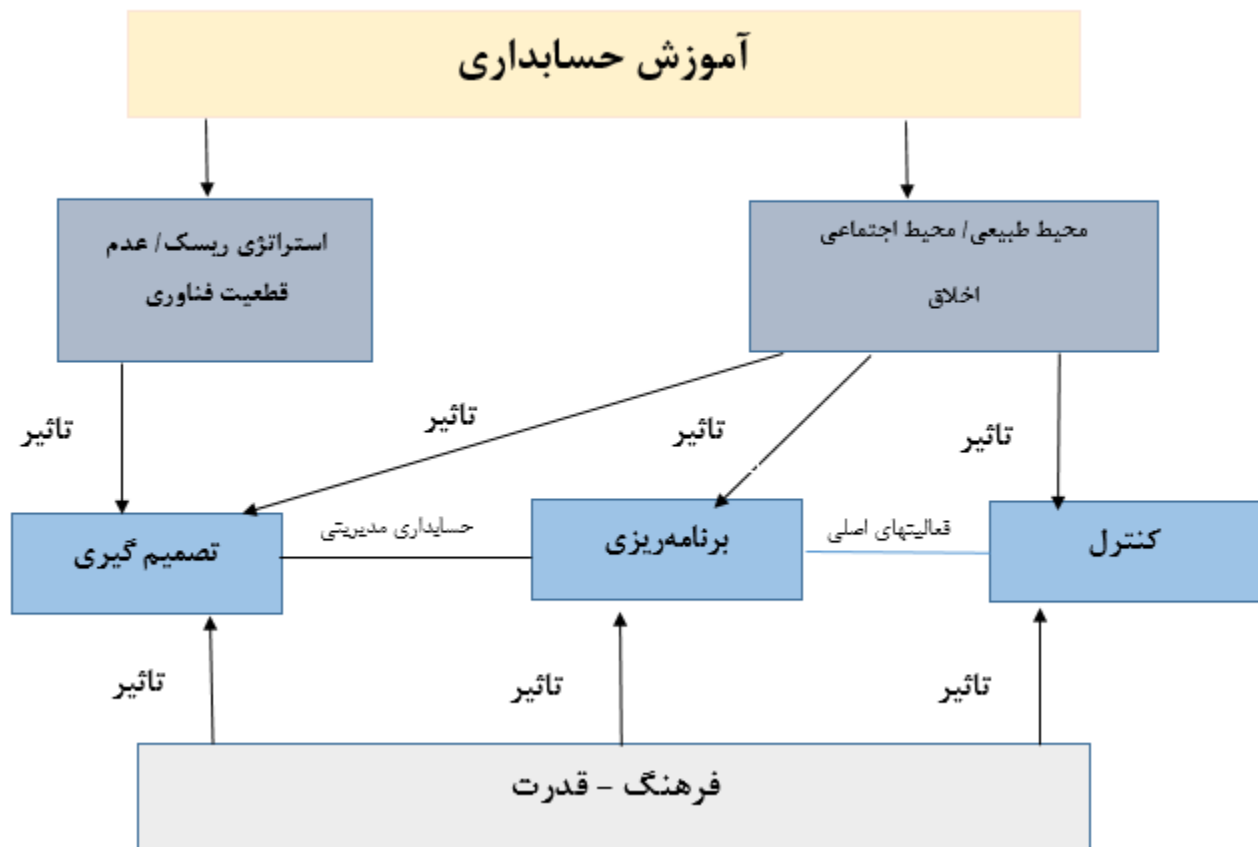 آموزش حسابداری
محیط طبیعی/ محیط اجتماعی
اخلاق
استراتژی ریسک/ عدم
قطعیت فناوری
تاثیر
تاثیر
تاثیر
تاثیر
کنترل
فعالیتهای اصلی
برنامه‌ریزی
حسابداری مدیریتی
تصمیم گیری
تاثیر
تاثیر
تاثیر
فرهنگ – قدرت